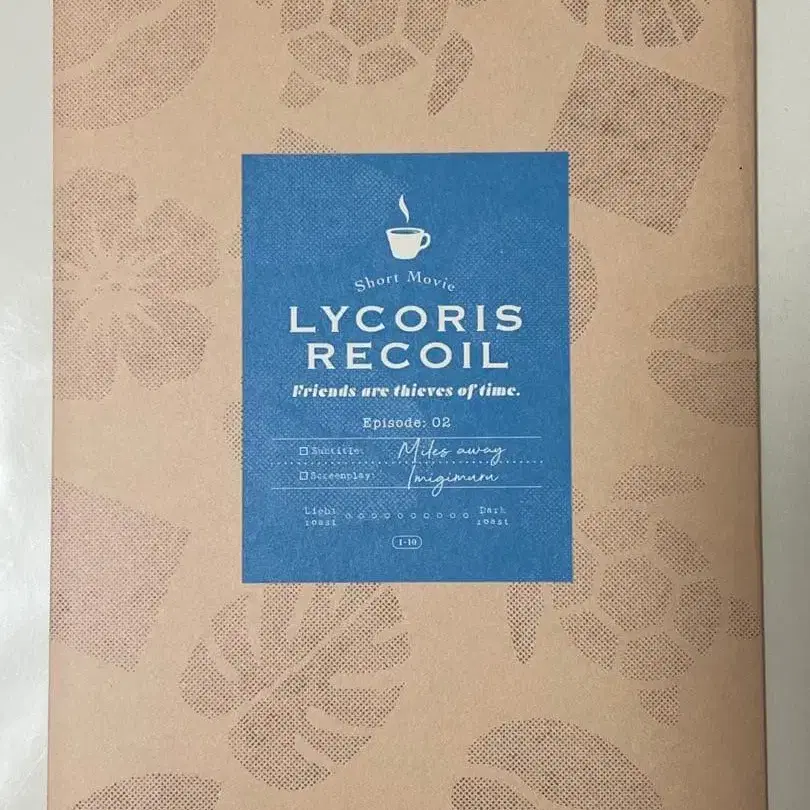 Short Movie
LYCORIS
RECOIL
Friends are thieves of time.
Episode: 02
Subtitle: Miles away
Screenplay: Imigimuru
Light roast Dark roast
1-10